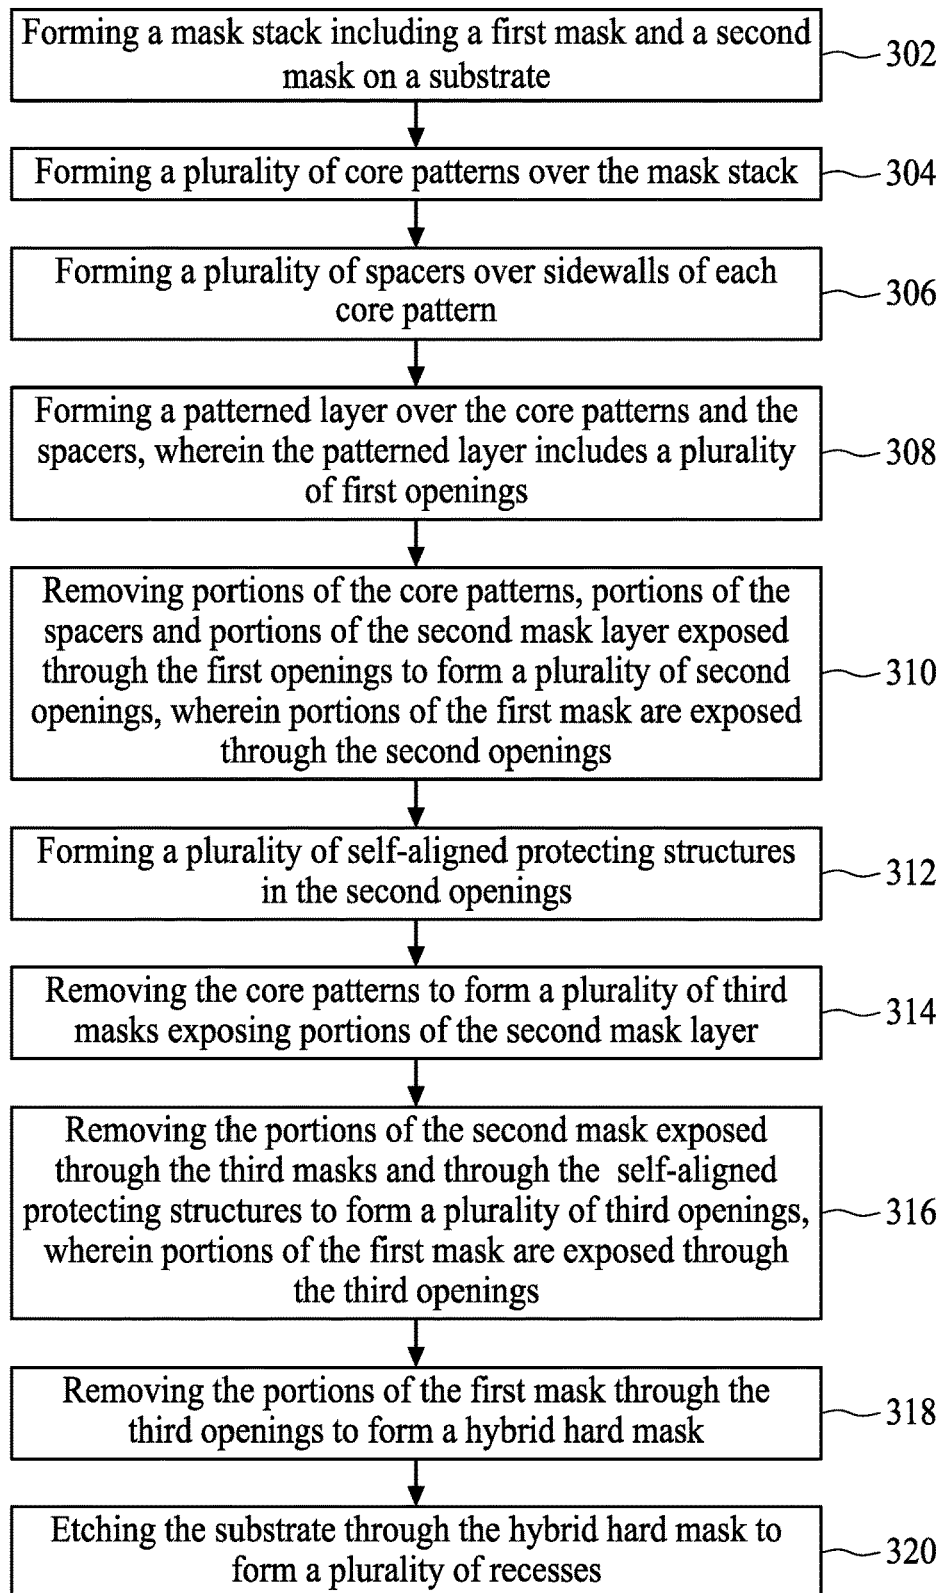 Forming a mask stack including a first mask and a second
mask on a substrate
302
Forming a plurality of core patterns over the mask stack
304
Forming a plurality of spacers over sidewalls of each
core pattern
306
Forming a patterned layer over the core patterns and the
spacers, wherein the patterned layer includes a plurality
of first openings
308
Removing portions of the core patterns, portions of the
spacers and portions of the second mask layer exposed
through the first openings to form a plurality of second
openings, wherein portions of the first mask are exposed
through the second openings
310
Forming a plurality of self-aligned protecting structures
in the second openings
312
Removing the core patterns to form a plurality of third
masks exposing portions of the second mask layer
314
Removing the portions of the second mask exposed
through the third masks and through the self-aligned
protecting structures to form a plurality of third openings,
wherein portions of the first mask are exposed through
the third openings
316
Removing the portions of the first mask through the
third openings to form a hybrid hard mask
318
Etching the substrate through the hybrid hard mask to
form a plurality of recesses
320